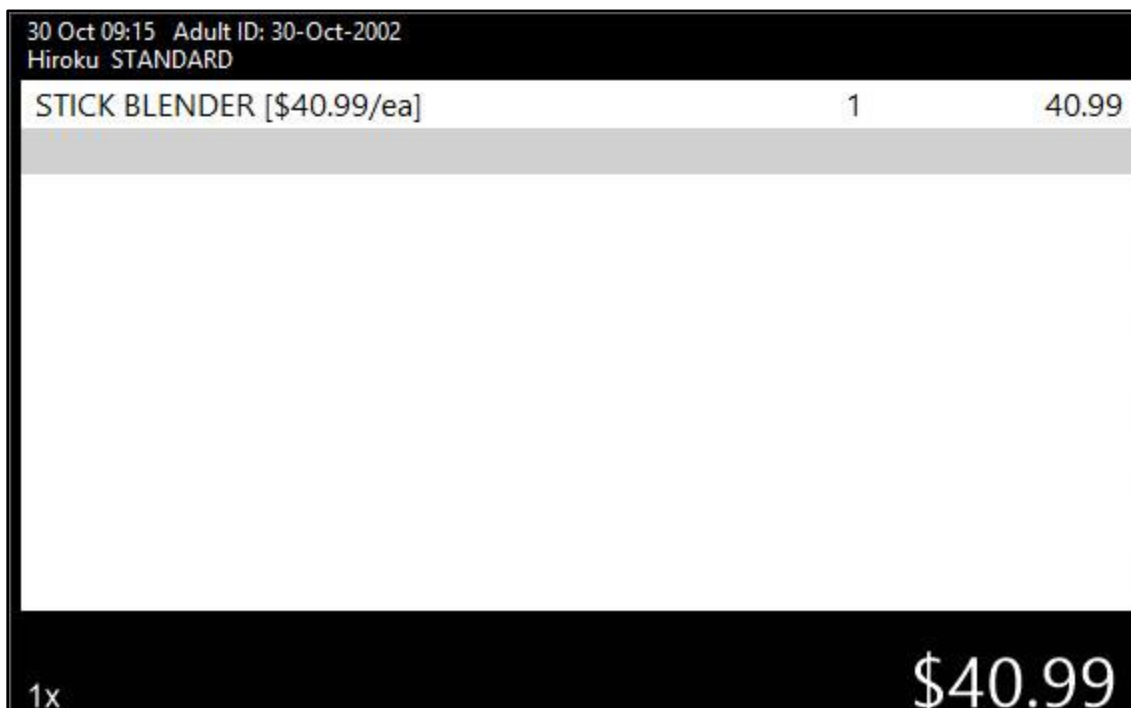 30 Oct 09:15 Adult ID: 30-Oct-2002
Hiroku STANDARD
STICK BLENDER [$40.99/ea] 1 40.99
1x $40.99